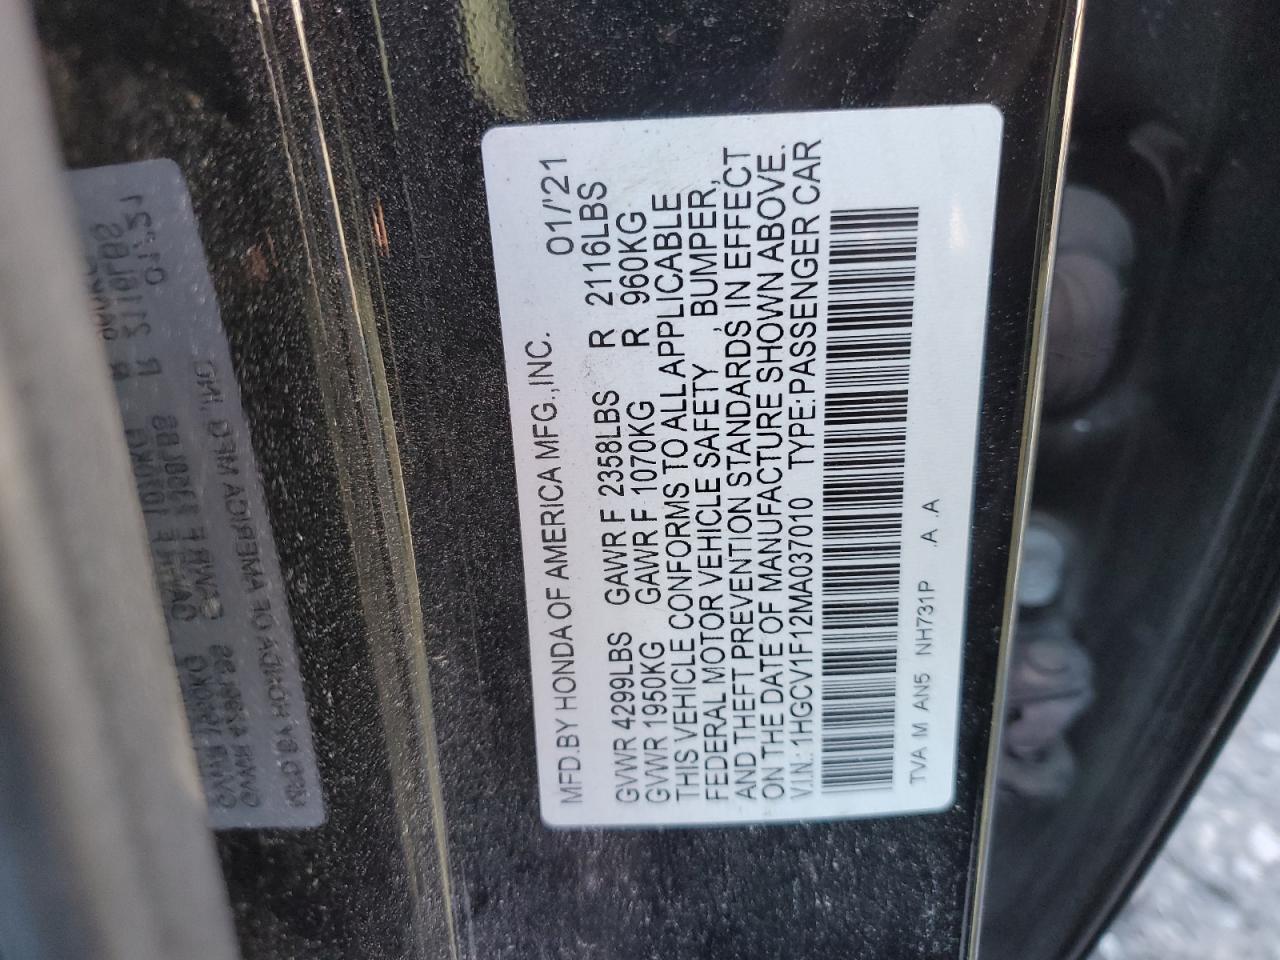 MFD.BY HONDA OF AMERICA MFG.,INC. 01/'21
GVWR 4299LBS GAWR F 2358LBS R 2116LBS
GVWR 1950KG GAWR F 1070KG R 960KG
THIS VEHICLE CONFORMS TO ALL APPLICABLE
FEDERAL MOTOR VEHICLE SAFETY , BUMPER,
AND THEFT PREVENTION STANDARDS IN EFFECT
ON THE DATE OF MANUFACTURE SHOWN ABOVE.
V.I.N.: 1HGCV1F12MA037010 TYPE:PASSENGER CAR
TVA M AN5 NH731P .A .A